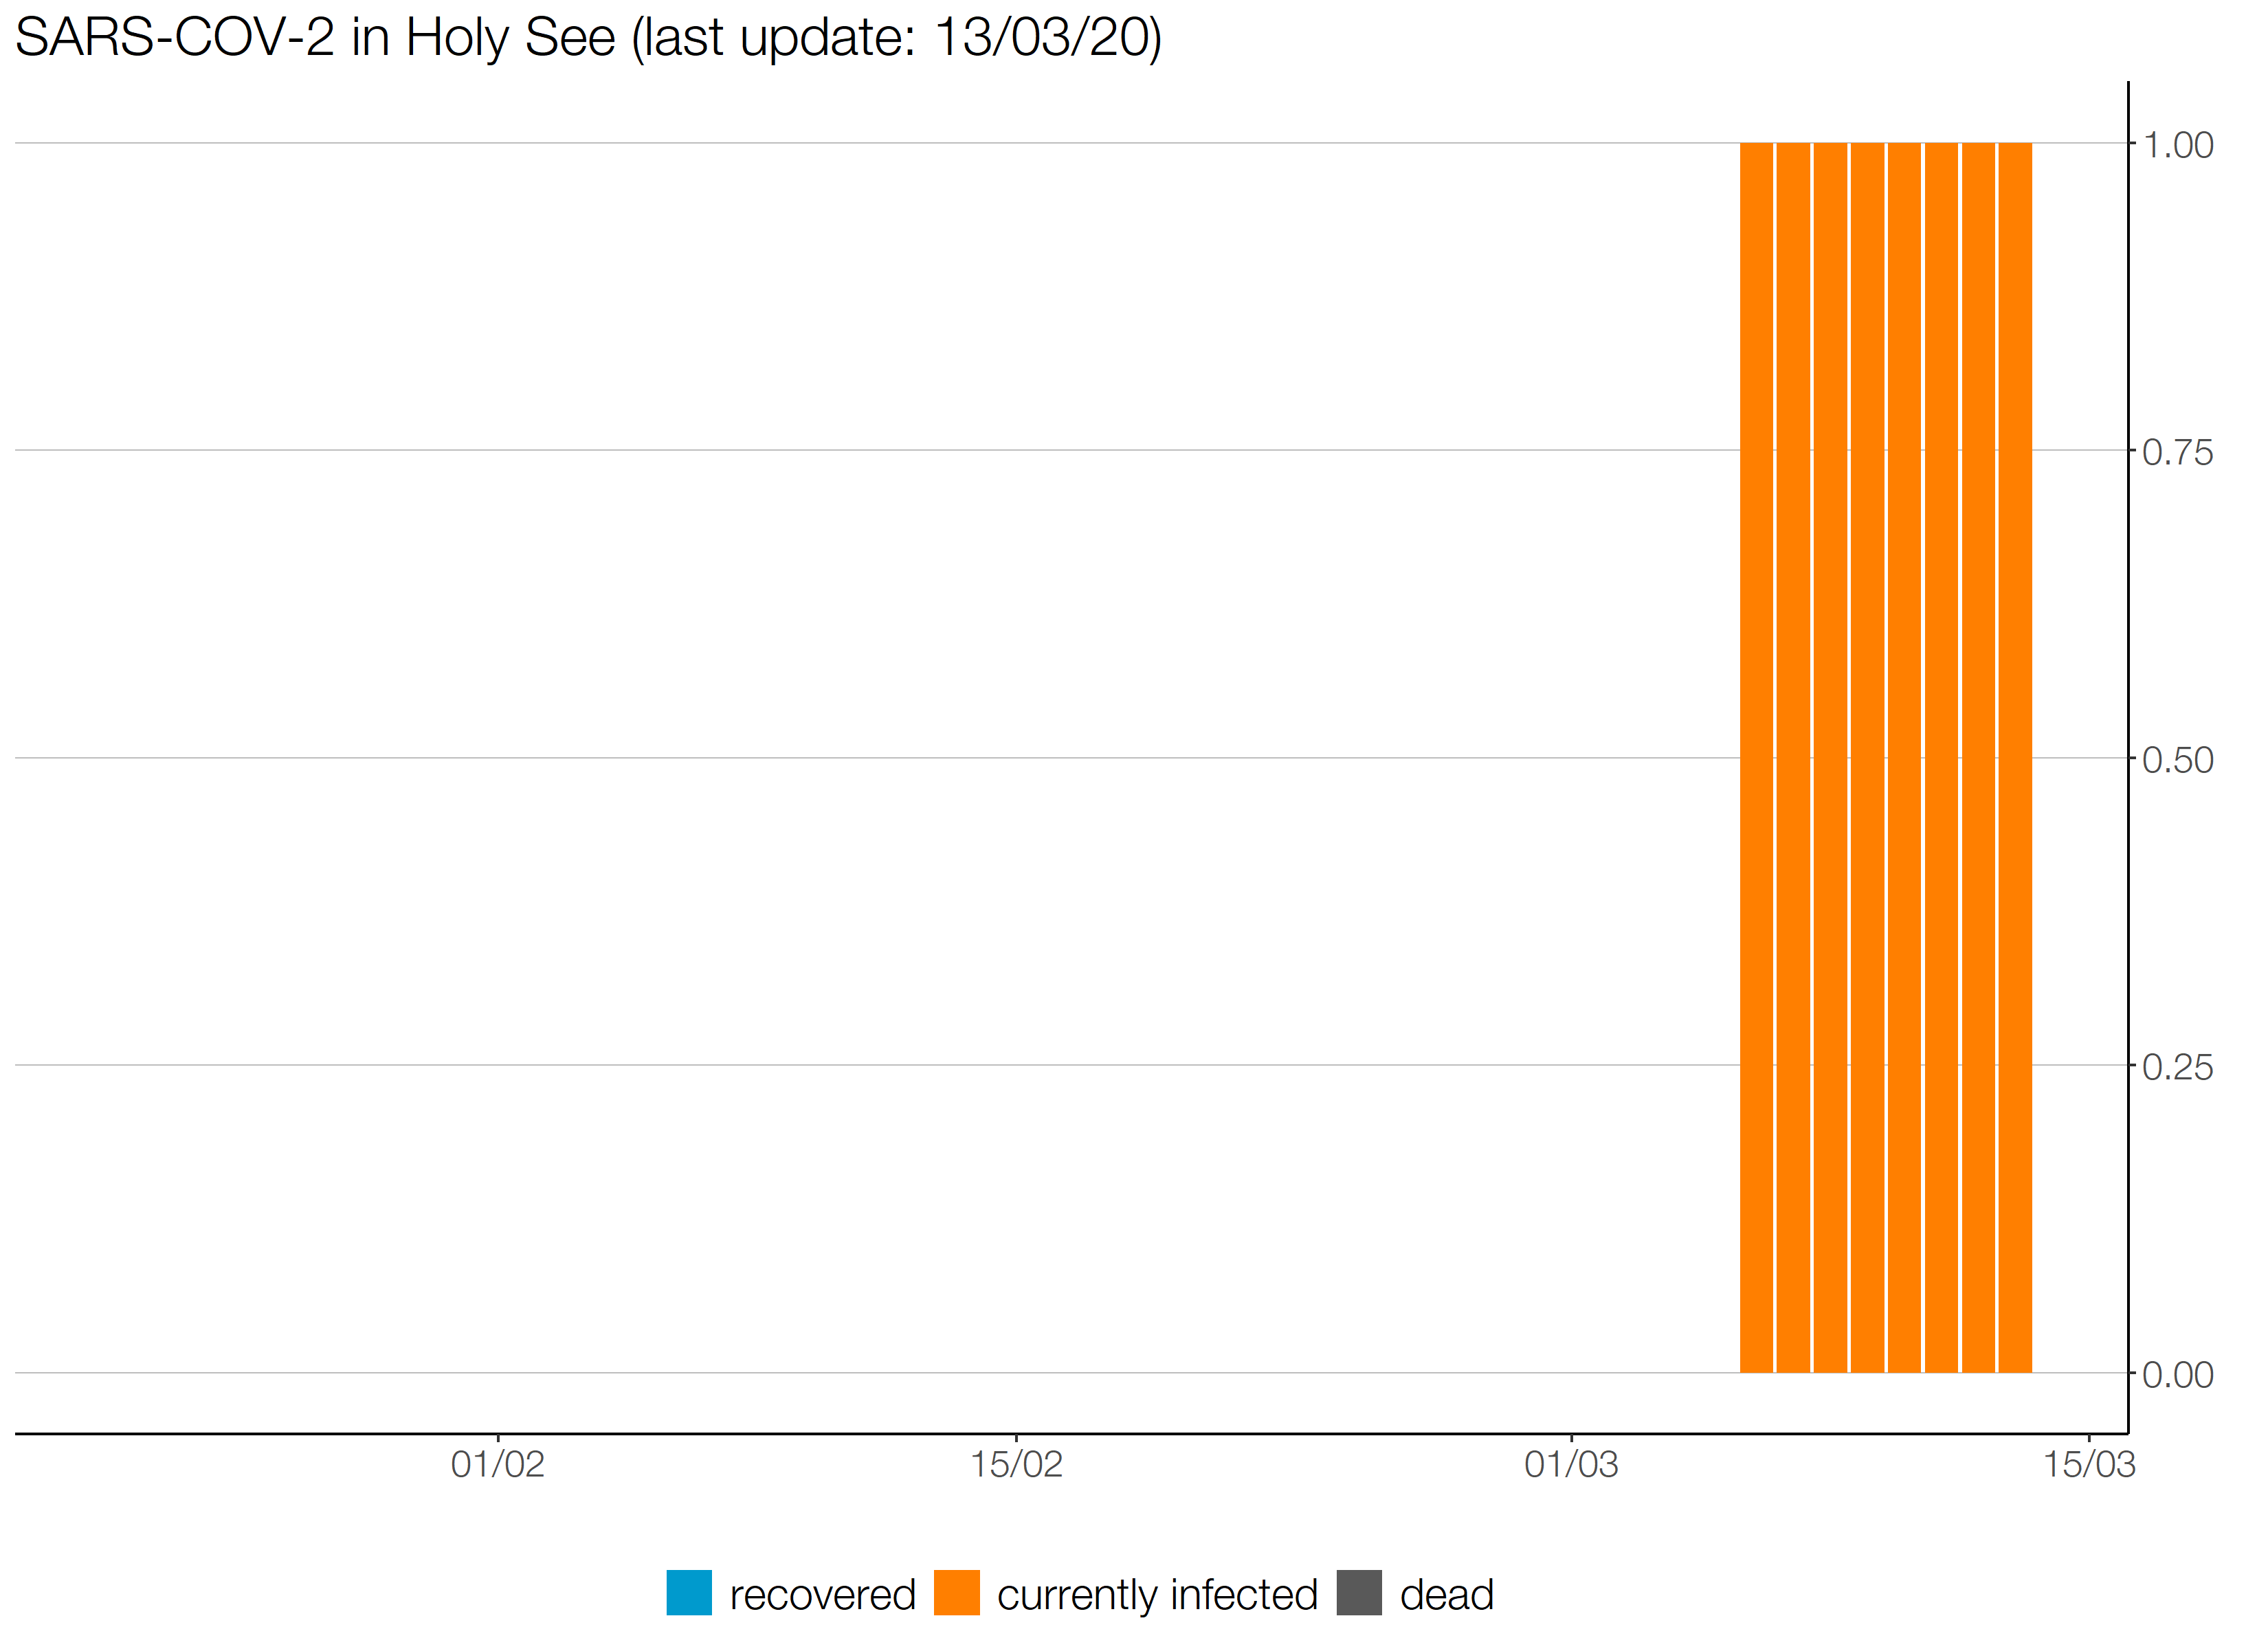 SARS-COV-2 in Holy See (last update: 13/03/20)
1.00
0.75
0.50
0.25
0.00
01/02 15/02 01/03 15/03
recovered currently infected dead